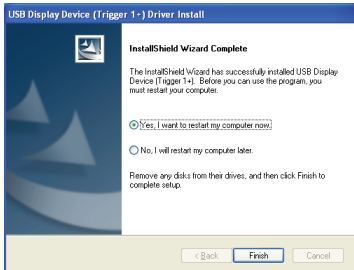 USB Display Device (Trigger 1+) Driver Install
InstallShield Wizard Complete
The InstallShield Wizard has successfully installed USB Display
Device (Trigger 1+). Before you can use the program, you
must restart your computer.
Yes, I want to restart my computer now.
No, I will restart my computer later.
Remove any disks from their drives, and then click Finish to
complete setup.
< Back Finish Cancel